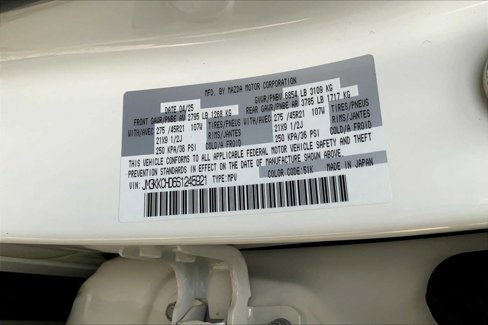 MFD. BY MAZDA MOTOR CORPORATION
DATE 04/25 GVWR/PNBV 6854 LB 3109 KG
FRONT GAWR/PNBE AV 2795 LB 1268 KG REAR GAWR/PNBE AR 3785 LB 1717 KG
WITH/AVEC 275 /45R21 107W TIRES/PNEUS WITH/AVEC 275 /45R21 107W TIRES/PNEUS
21X9 1/2J RIMS/JANTES 21X9 1/2J RIMS/JANTES
250 KPA/36 PSI COLD/A FROID 250 KPA/36 PSI COLD/A FROID
THIS VEHICLE CONFORMS TO ALL APPLICABLE FEDERAL MOTOR VEHICLE SAFETY AND THEFT
PREVENTION STANDARDS IN EFFECT ON THE DATE OF MANUFACTURE SHOWN ABOVE.
VIN: TYPE:MPV COLOR CODE/51K MADE IN JAPAN